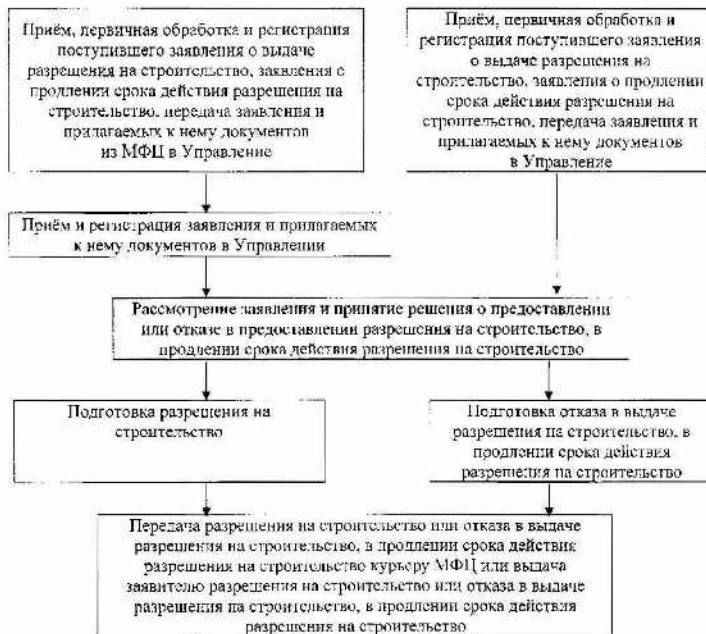 Приём, первичная обработка и
регистрация поступившего
заявления о выдаче
разрешения на строительство, заявления о
продлении срока действия разрешения на
строительство, передача заявления и
прилагаемых к нему документов
из МФЦ в Управление
Приём, первичная обработка и
регистрация поступившего заявления
о выдаче разрешения на
строительство, заявления о продлении
срока действия разрешения на
строительство, передача заявления и
прилагаемых к нему документов
в Управление
Приём и регистрация заявления и прилагаемых
к нему документов в Управлении
Рассмотрение заявления и принятие решения о предоставлении
или отказе в предоставлении разрешения на строительство, в
продлении срока действия разрешения на строительство
Подготовка разрешения на
строительство
Подготовка отказа в выдаче
разрешения на строительство, в
продлении срока действия
разрешения на строительство
Передача разрешения на строительство или отказа в выдаче
разрешения на строительство, в продлении срока действия
разрешения на строительство курьеру МФЦ или выдача
заявителю разрешения на строительство или отказа в выдаче
разрешения на строительство, в продлении срока действия
разрешения на строительство